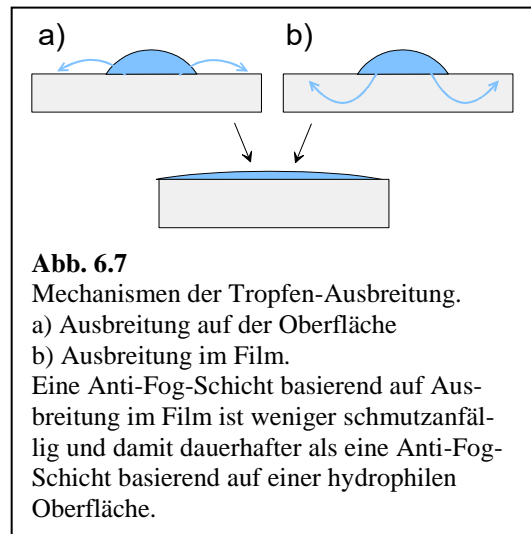 a) b)
Abb. 6.7
Mechanismen der Tropfen-Ausbreitung.
a) Ausbreitung auf der Oberfläche
b) Ausbreitung im Film.
Eine Anti-Fog-Schicht basierend auf Aus-
breitung im Film ist weniger schmutzanfäl-
lig und damit dauerhafter als eine Anti-Fog-
Schicht basierend auf einer hydrophilen
Oberfläche.